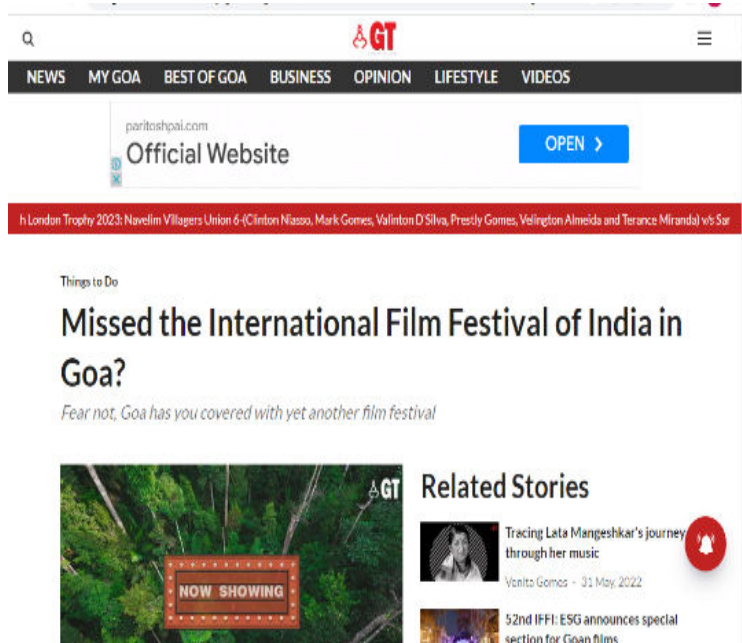 GT
NEWS MY GOA BEST OF GOA BUSINESS OPINION LIFESTYLE VIDEOS
paritoshpai.com
Official Website
OPEN
h London Trophy 2023: Navelim Villagers Union 6-(Clinton Niasso, Mark Gomes, Valinton D'Silva, Prestly Gomes, Velington Almeida and Terance Miranda) v/s Sar
Things to Do
Missed the International Film Festival of India in
Goa?
Fear not, Goa has you covered with yet another film festival
GT
NOW SHOWING
Related Stories
Tracing Lata Mangeshkar's journey
through her music
Venita Gomes - 31 May, 2022
52nd IFFI: ESG announces special
section for Goan films